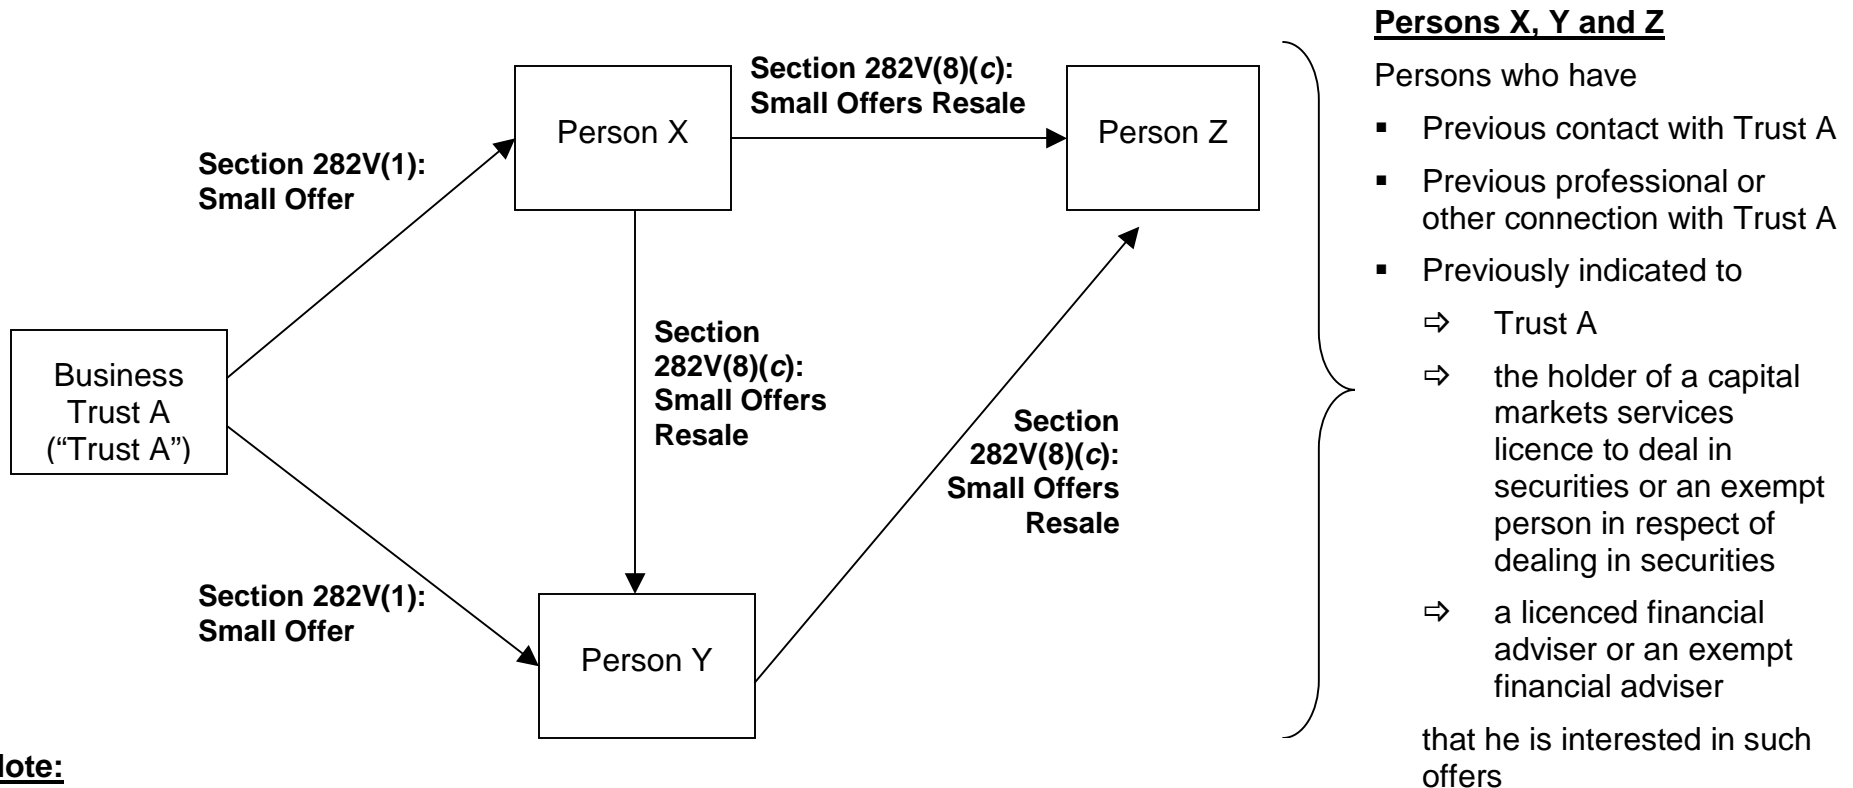 Section 282V(8)(c):
Small Offers Resale
Person X
Person Z
Section 282V(1):
Small Offer
Business
Trust A
(“Trust A”)
Section
282V(8)(c):
Small Offers
Resale
Section
282V(8)(c):
Small Offers
Resale
Section 282V(1):
Small Offer
Person Y
Persons X, Y and Z
Persons who have
▪ Previous contact with Trust A
▪ Previous professional or
other connection with Trust A
▪ Previously indicated to
⇨ Trust A
⇨ the holder of a capital
markets services
licence to deal in
securities or an exempt
person in respect of
dealing in securities
⇨ a licenced financial
adviser or an exempt
financial adviser
that he is interested in such
offers
Note: